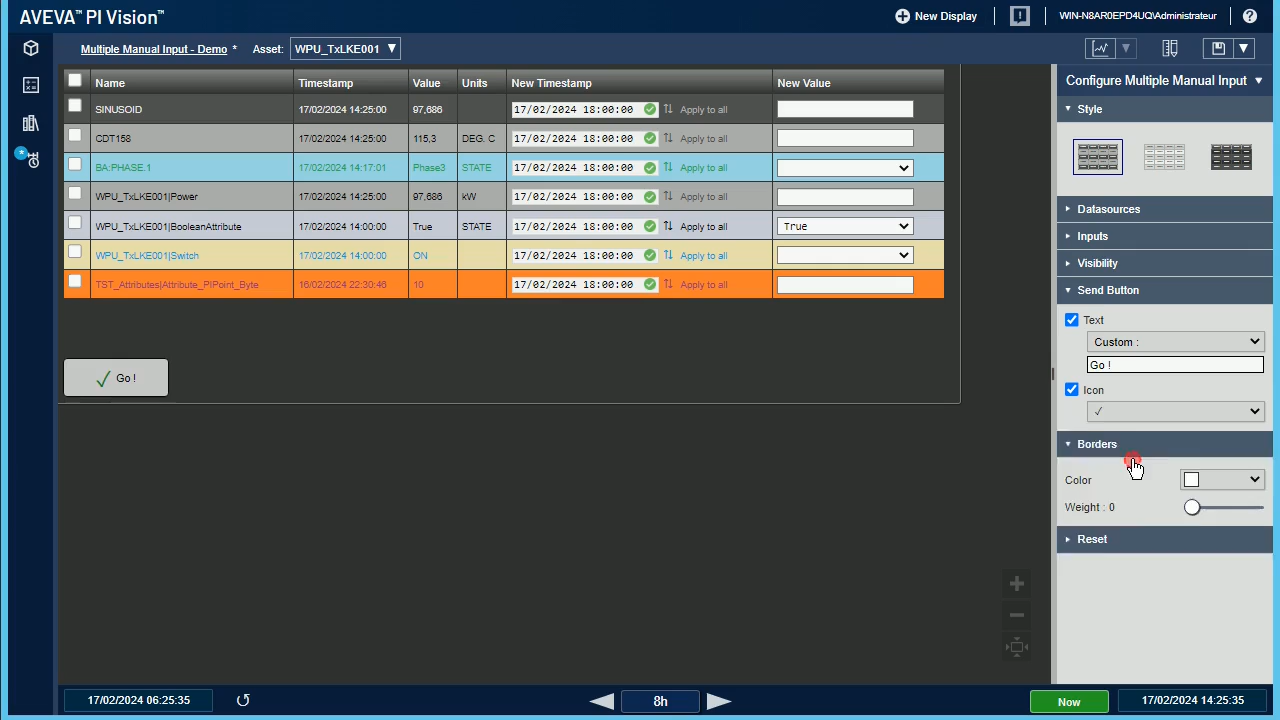 AVEVA™ PI Vision™
New Display
WIN-N8AR0EPD4UQ\Administrateur
Multiple Manual Input - Demo *
Asset: WPU_TxLKE001
Name Timestamp Value Units New Timestamp New Value
SINUSOID 17/02/2024 14:25:00 97,686 17/02/2024 18:00:00 Apply to all
CDT158 17/02/2024 14:25:00 115,3 DEG. C 17/02/2024 18:00:00 Apply to all
BA:PHASE.1 17/02/2024 14:17:01 Phase3 STATE 17/02/2024 18:00:00 Apply to all
WPU_TxLKE001|Power 17/02/2024 14:25:00 97,686 kW 17/02/2024 18:00:00 Apply to all
WPU_TxLKE001|BooleanAttribute 17/02/2024 14:00:00 True STATE 17/02/2024 18:00:00 Apply to all True
WPU_TxLKE001|Switch 17/02/2024 14:00:00 ON 17/02/2024 18:00:00 Apply to all
TST_Attributes|Attribute_PIPoint_Byte 16/02/2024 22:30:46 10 17/02/2024 18:00:00 Apply to all
✓ Go !
Configure Multiple Manual Input
Style
Datasources
Inputs
Visibility
Send Button
Text
Custom :
Go !
Icon
✓
Borders
Color
Weight : 0
Reset
17/02/2024 06:25:35
8h
Now
17/02/2024 14:25:35